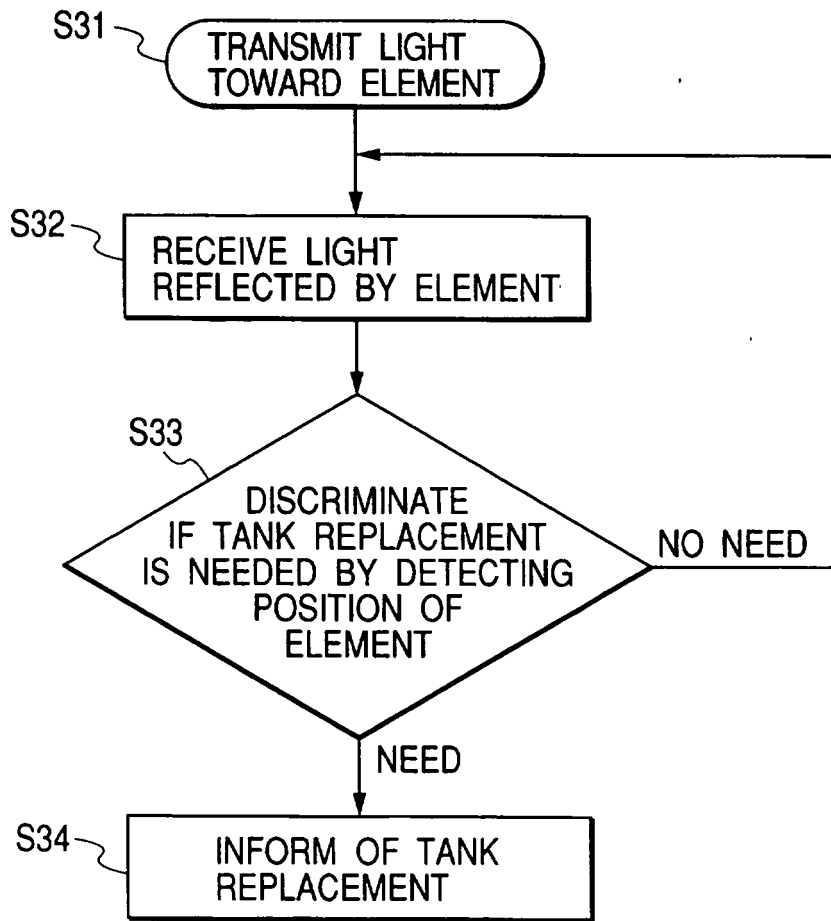 S31
TRANSMIT LIGHT
TOWARD ELEMENT
S32
RECEIVE LIGHT
REFLECTED BY ELEMENT
S33
DISCRIMINATE
IF TANK REPLACEMENT
IS NEEDED BY DETECTING
POSITION OF
ELEMENT
NO NEED
NEED
S34
INFORM OF TANK
REPLACEMENT